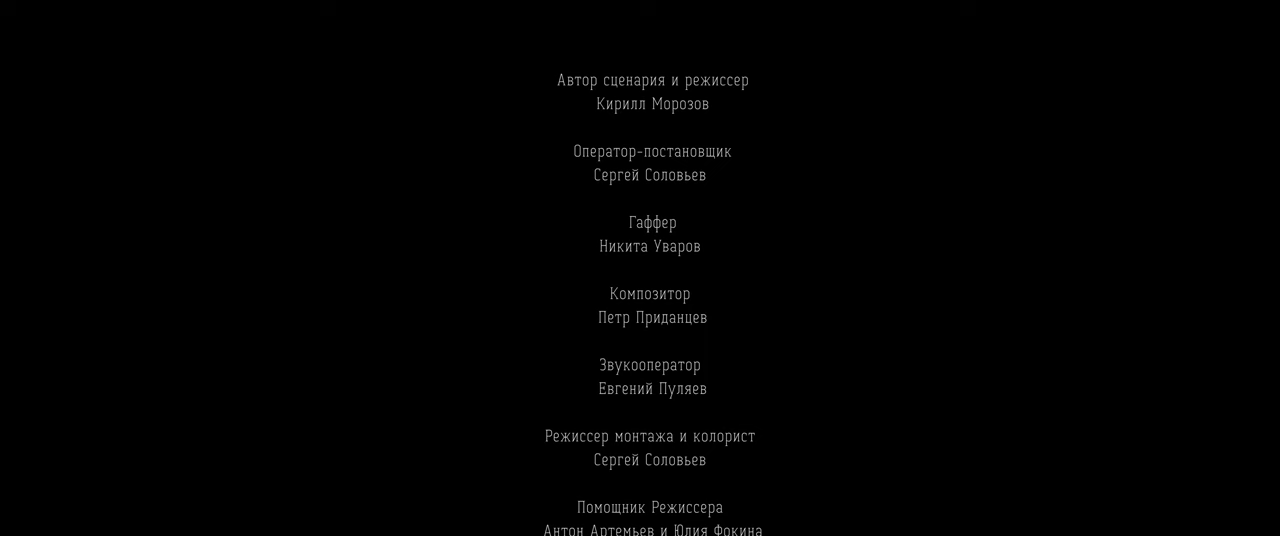 Автор сценария и режиссер
Кирилл Морозов
Оператор-постановщик
Сергей Соловьев
Гаффер
Никита Уваров
Композитор
Петр Приданцев
Звукооператор
Евгений Пуляев
Режиссер монтажа и колорист
Сергей Соловьев
Помощник Режиссера
Антон Артемьев и Юлия Фокина